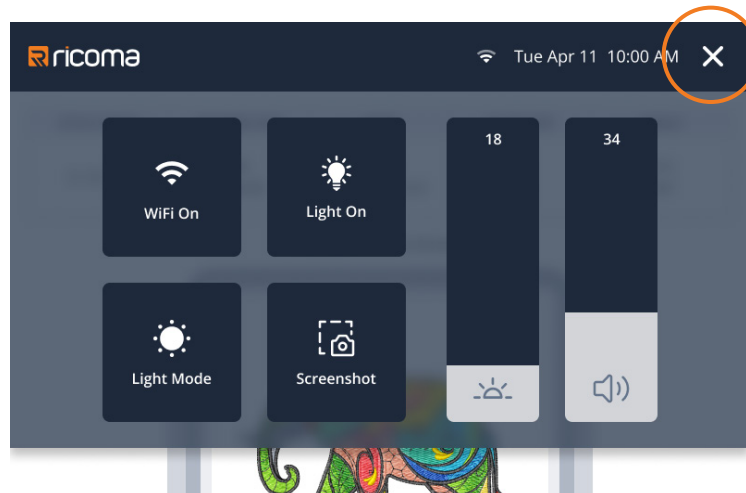 ricoma
Tue Apr 11 10:00 AM
WiFi On
Light On
18
34
Light Mode
Screenshot